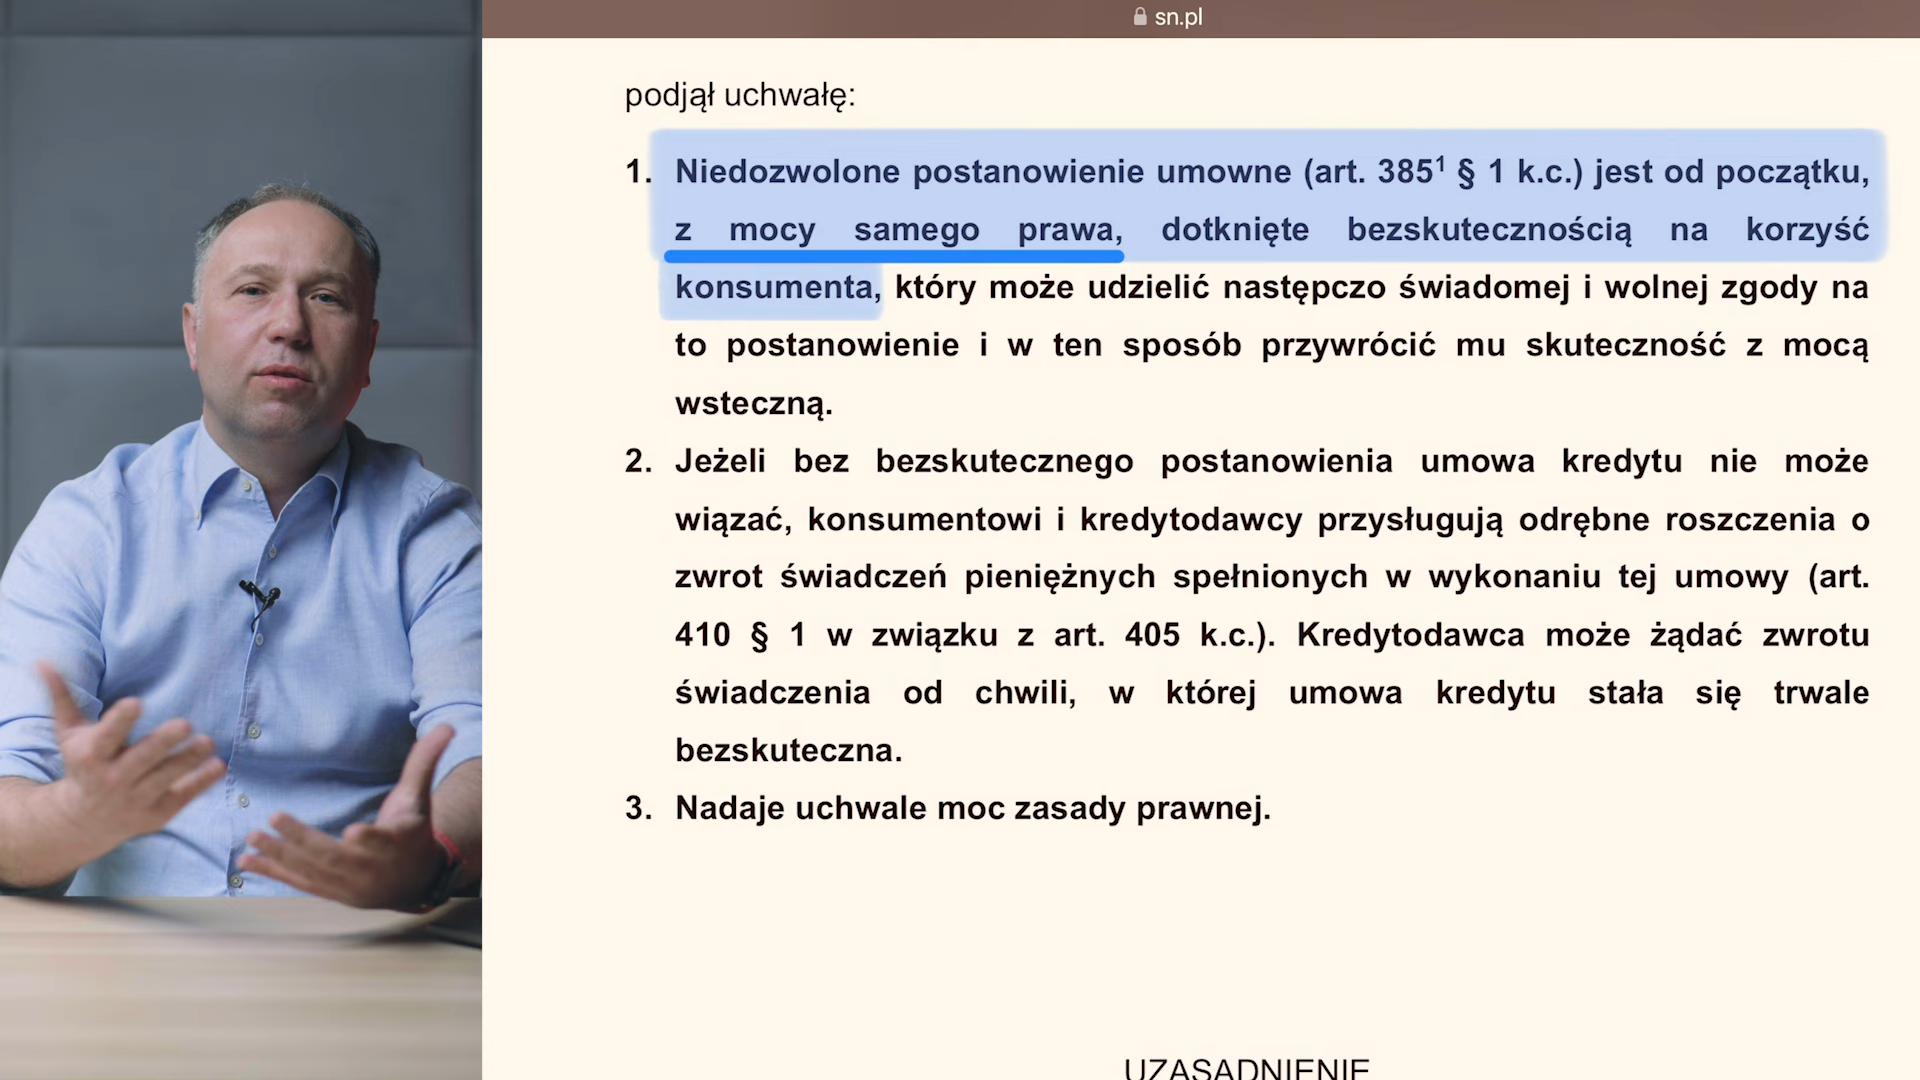 sn.pl
podjął uchwałę:
1. Niedozwolone postanowienie umowne (art. 385¹ § 1 k.c.) jest od początku,
z mocy samego prawa, dotknięte bezskutecznością na korzyść
konsumenta, który może udzielić następczo świadomej i wolnej zgody na
to postanowienie i w ten sposób przywrócić mu skuteczność z mocą
wsteczną.
2. Jeżeli bez bezskutecznego postanowienia umowa kredytu nie może
wiązać, konsumentowi i kredytodawcy przysługują odrębne roszczenia o
zwrot świadczeń pieniężnych spełnionych w wykonaniu tej umowy (art.
410 § 1 w związku z art. 405 k.c.). Kredytodawca może żądać zwrotu
świadczenia od chwili, w której umowa kredytu stała się trwale
bezskuteczna.
3. Nadaje uchwale moc zasady prawnej.
UZASADNIENIE